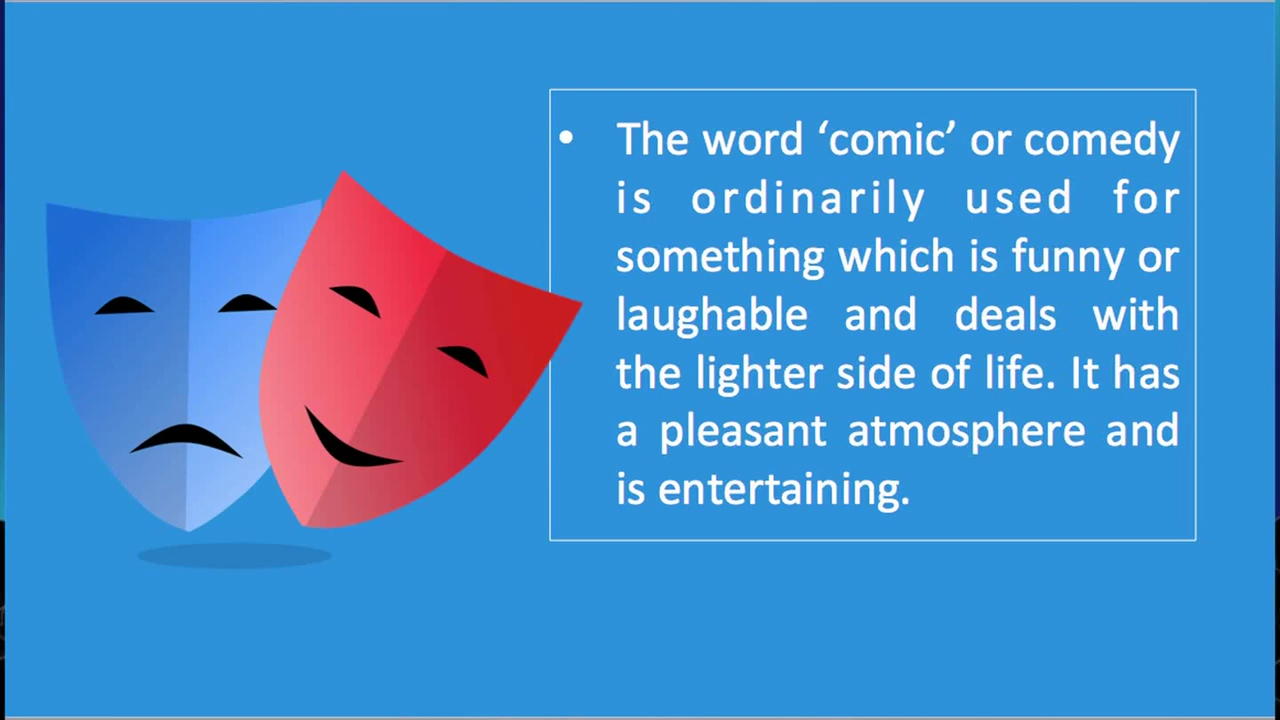 • The word ‘comic’ or comedy
is ordinarily used for
something which is funny or
laughable and deals with
the lighter side of life. It has
a pleasant atmosphere and
is entertaining.